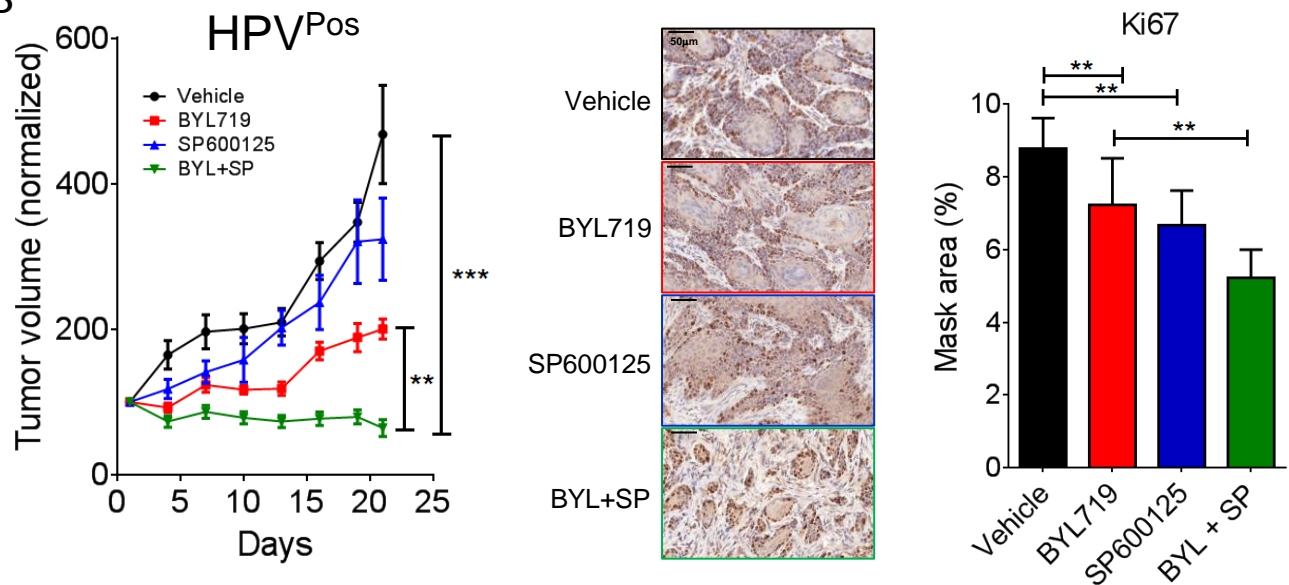 HPVPos
Tumor volume (normalized)
600
400
200
0
Vehicle
BYL719
SP600125
BYL+SP
***
**
0
5
10
15
20
25
Days
Vehicle
50μm
BYL719
SP600125
BYL+SP
Ki67
**
**
**
Mask area (%)
10
8
6
4
2
0
Vehicle
BYL719
SP600125
BYL + SP